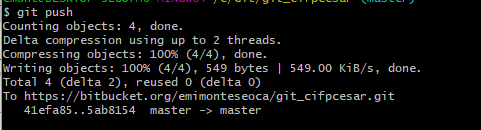 $ git push
Counting objects: 4, done.
Delta compression using up to 2 threads.
Compressing objects: 100% (4/4), done.
Writing objects: 100% (4/4), 549 bytes | 549.00 KiB/s, done.
Total 4 (delta 2), reused 0 (delta 0)
To https://bitbucket.org/emimonteseoca/git_cifpcesar.git
   41efa85..5ab8154  master -> master